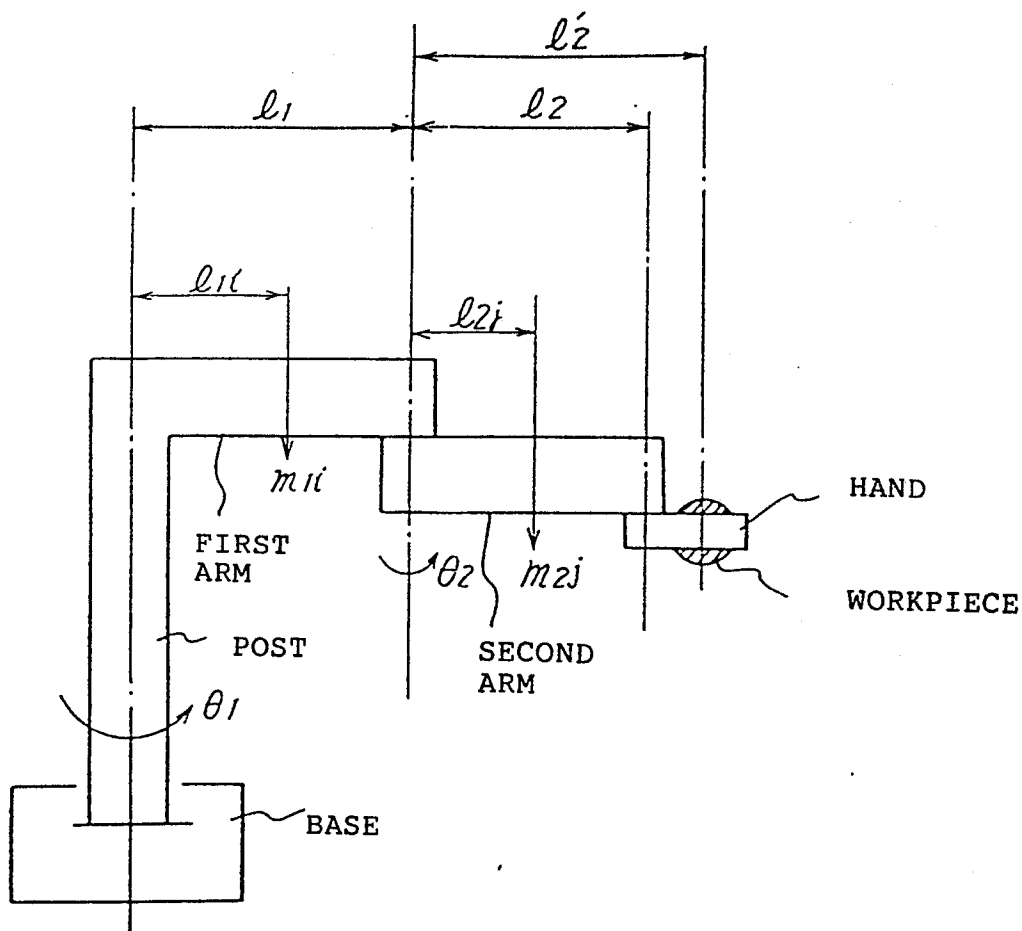 ℓ'2
ℓ1
ℓ2
ℓ1i
ℓ2j
m1i
HAND
FIRST
ARM
θ2
m2j
WORKPIECE
POST
SECOND
ARM
θ1
BASE